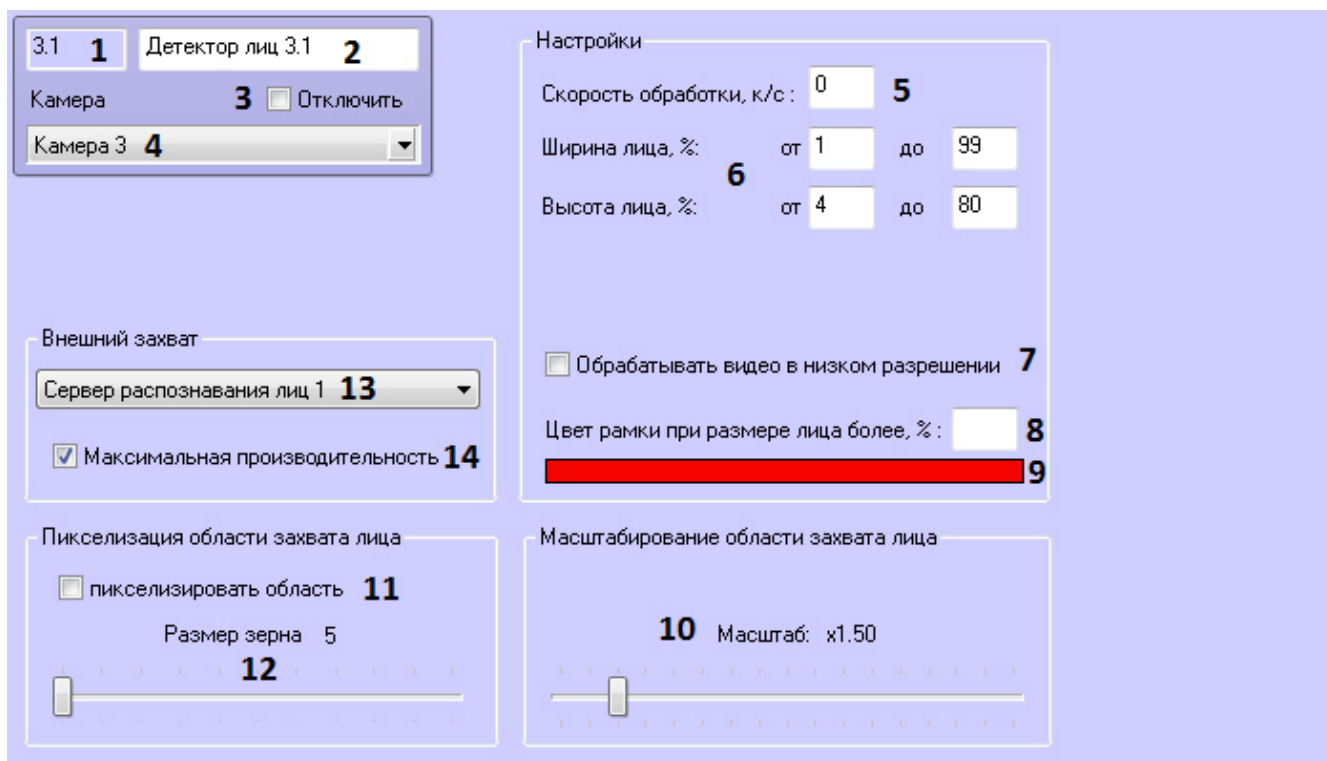 3.1 1 Детектор лиц 3.1 2
Камера 3 Отключить
Камера 3 4
Настройки
Скорость обработки, к/с : 0 5
Ширина лица, %: от 1 до 99
6
Высота лица, %: от 4 до 80
Обрабатывать видео в низком разрешении 7
Цвет рамки при размере лица более, % : 8
9
Внешний захват
Сервер распознавания лиц 1 13
Максимальная производительность 14
Пикселизация области захвата лица
пикселизировать область 11
Размер зерна 5
12
Масштабирование области захвата лица
10 Масштаб: x1.50